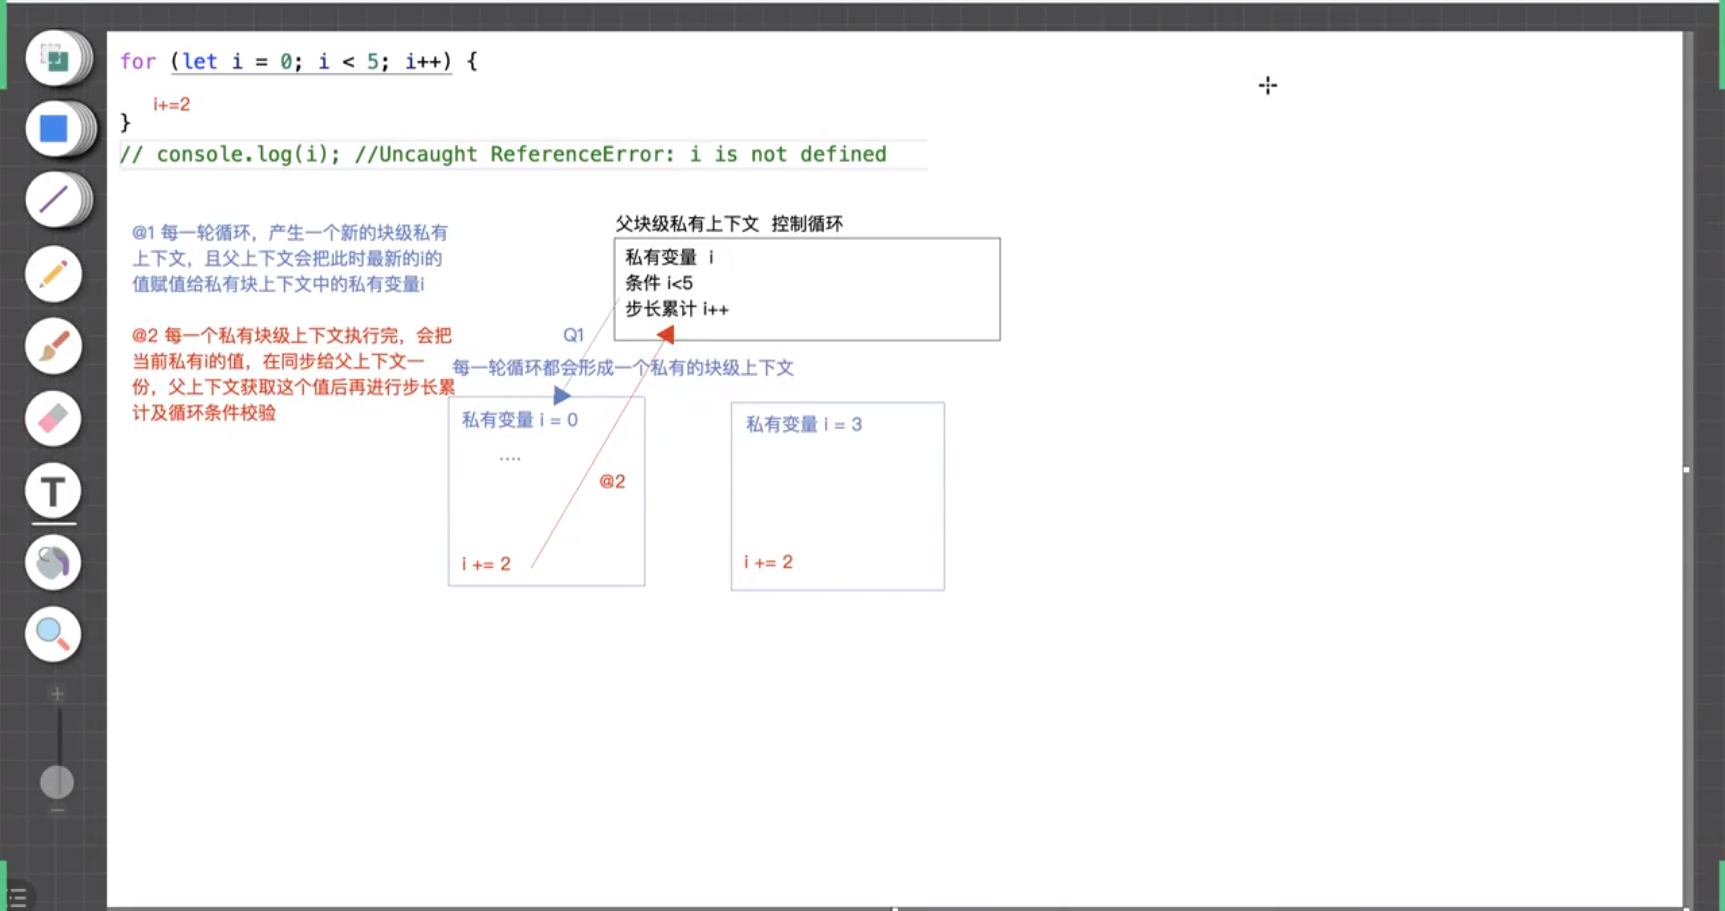 for (let i = 0; i < 5; i++) {
i+=2
}
// console.log(i); //Uncaught ReferenceError: i is not defined
@1 每一轮循环，产生一个新的块级私有
上下文，且父上下文会把此时最新的i的
值赋值给私有块上下文中的私有变量i
@2 每一个私有块级上下文执行完，会把
当前私有i的值，在同步给父上下文一
份，父上下文获取这个值后再进行步长累
计及循环条件校验
父块级私有上下文 控制循环
私有变量 i
条件 i<5
步长累计 i++
Q1
每一轮循环都会形成一个私有的块级上下文
私有变量 i = 0
....
@2
i += 2
私有变量 i = 3
i += 2
T